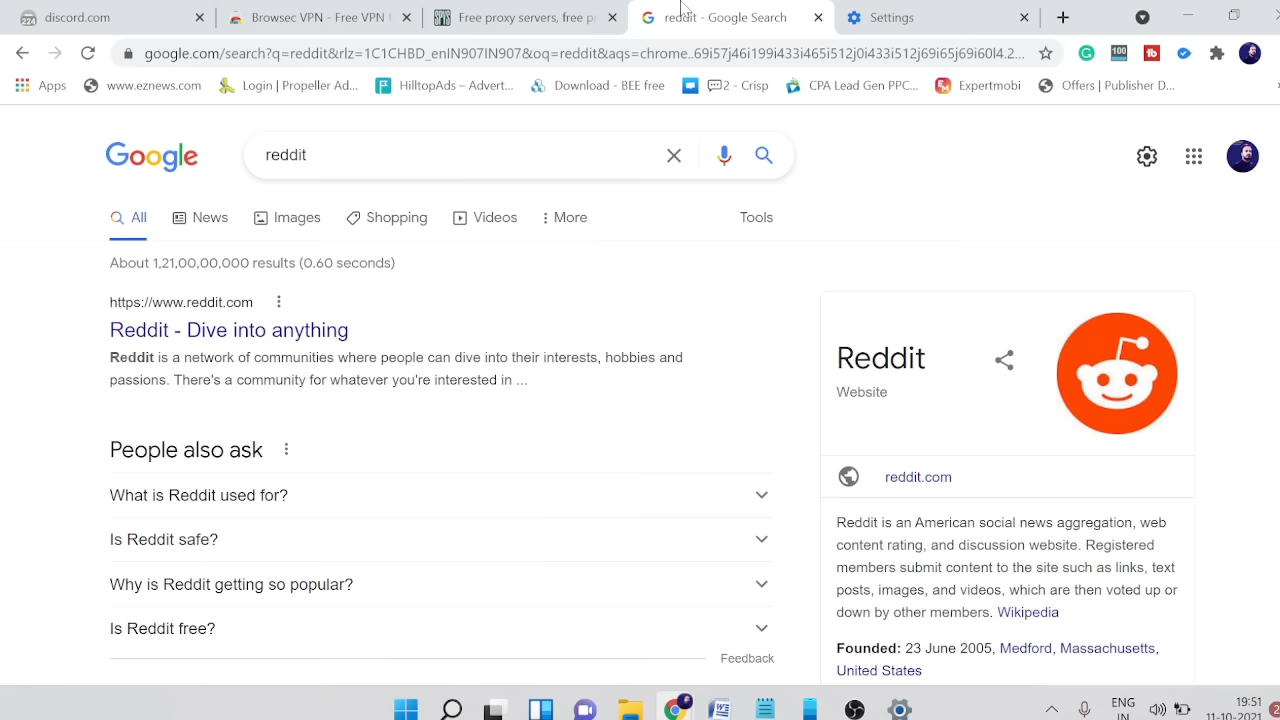 discord.com
Browsec VPN - Free VPN
Free proxy servers, free p
reddit - Google Search
Settings
google.com/search?q=reddit&rlz=1C1CHBD_enIN907IN907&oq=reddit&aqs=chrome..69i57j46i199i433i465i512j0i433i512j69i65j69i60l4.2...
100
Apps
www.eznews.com
Login | Propeller Ad...
HilltopAds – Advert...
Download - BEE free
2 - Crisp
CPA Lead Gen PPC...
Expertmobi
Offers | Publisher D...
Google
reddit
All
News
Images
Shopping
Videos
More
Tools
About 1,21,00,00,000 results (0.60 seconds)
https://www.reddit.com
Reddit - Dive into anything
Reddit is a network of communities where people can dive into their interests, hobbies and
passions. There's a community for whatever you're interested in ...
People also ask
What is Reddit used for?
Is Reddit safe?
Why is Reddit getting so popular?
Is Reddit free?
Feedback
Reddit
Website
reddit.com
Reddit is an American social news aggregation, web
content rating, and discussion website. Registered
members submit content to the site such as links, text
posts, images, and videos, which are then voted up or
down by other members. Wikipedia
Founded: 23 June 2005, Medford, Massachusetts,
United States
ENG
IN
19:51
11-10-2021